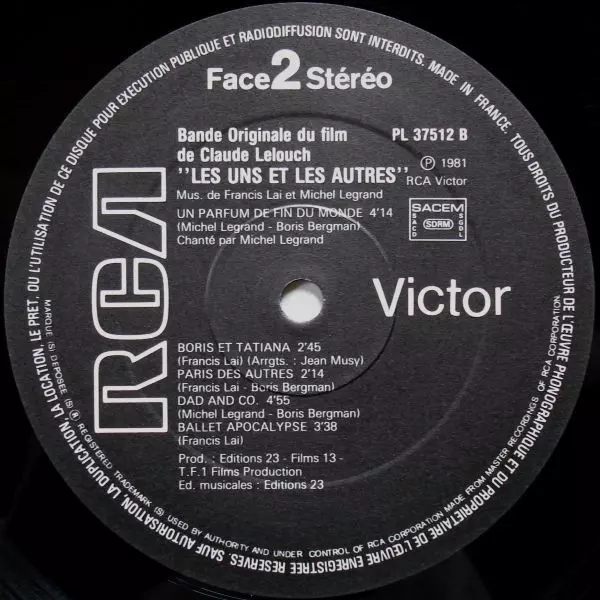 TOUS DROITS DU PRODUCTEUR DE L'ŒUVRE PHONOGRAPHIQUE ET DU PROPRIETAIRE DE L'ŒUVRE ENREGISTREE RESERVES. SAUF AUTORISATION, LA DUPLICATION, LA LOCATION, LE PRET, OU L'UTILISATION DE CE DISQUE POUR EXECUTION PUBLIQUE ET RADIODIFFUSION SONT INTERDITS. MADE IN FRANCE.
Face 2 Stéréo
Bande Originale du film
de Claude Lelouch
"LES UNS ET LES AUTRES"
Mus. de Francis Lai et Michel Legrand
PL 37512 B
Ⓟ 1981
RCA Victor
UN PARFUM DE FIN DU MONDE 4'14
(Michel Legrand - Boris Bergman)
Chanté par Michel Legrand
SACEM
SACD
SDRM
SGDL
RCA
Victor
BORIS ET TATIANA 2'45
(Francis Lai) (Arrgts. : Jean Musy)
PARIS DES AUTRES 2'14
(Francis Lai - Boris Bergman)
DAD AND CO. 4'55
(Michel Legrand - Boris Bergman)
BALLET APOCALYPSE 3'38
(Francis Lai)
Prod. : Editions 23 - Films 13 -
T.F.1 Films Production
Ed. musicales : Editions 23
MARQUE (S) DEPOSEE (S) ® REGISTERED TRADEMARK (S) USED BY AUTHORITY AND UNDER CONTROL OF RCA CORPORATION. MADE FROM MASTER RECORDINGS OF RCA CORPORATION.